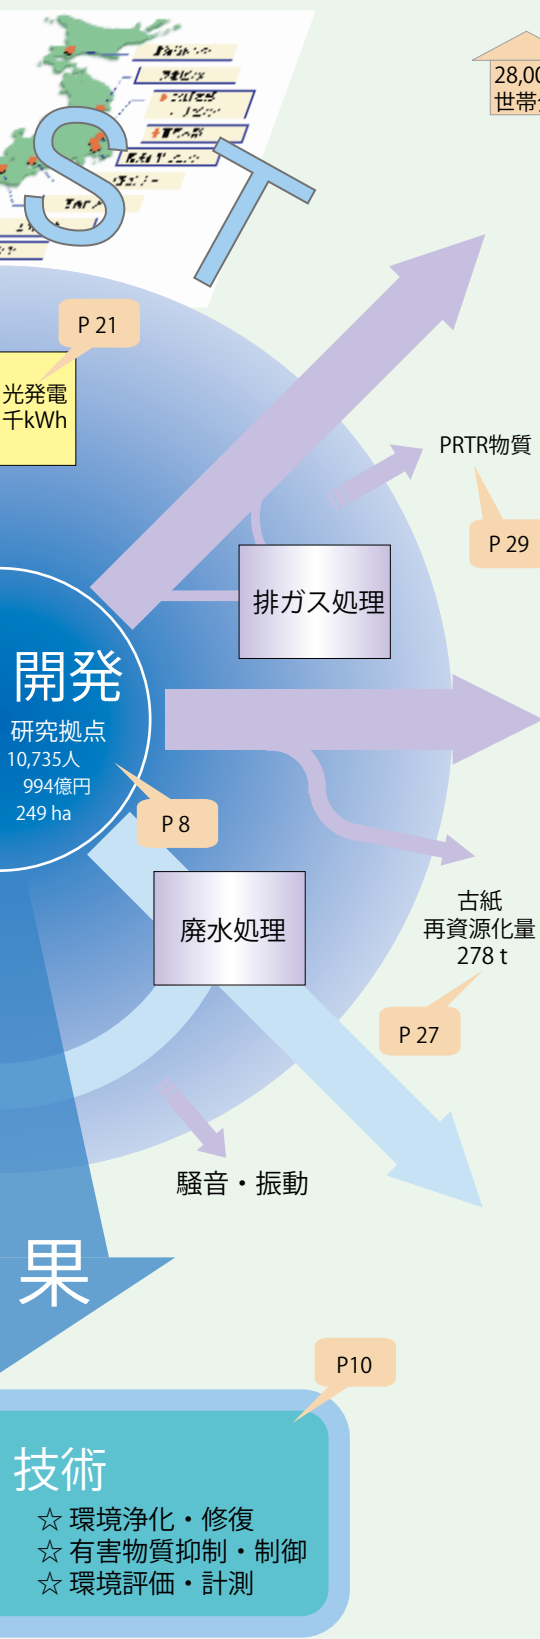 S T
28,00
世帯
P 21
光発電
千kWh
PRTR物質
P 29
排ガス処理
開発
研究拠点
10,735人
994億円
249 ha
P 8
古紙
再資源化量
278 t
廃水処理
P 27
騒音・振動
果
P10
技術
☆ 環境浄化・修復
☆ 有害物質抑制・制御
☆ 環境評価・計測